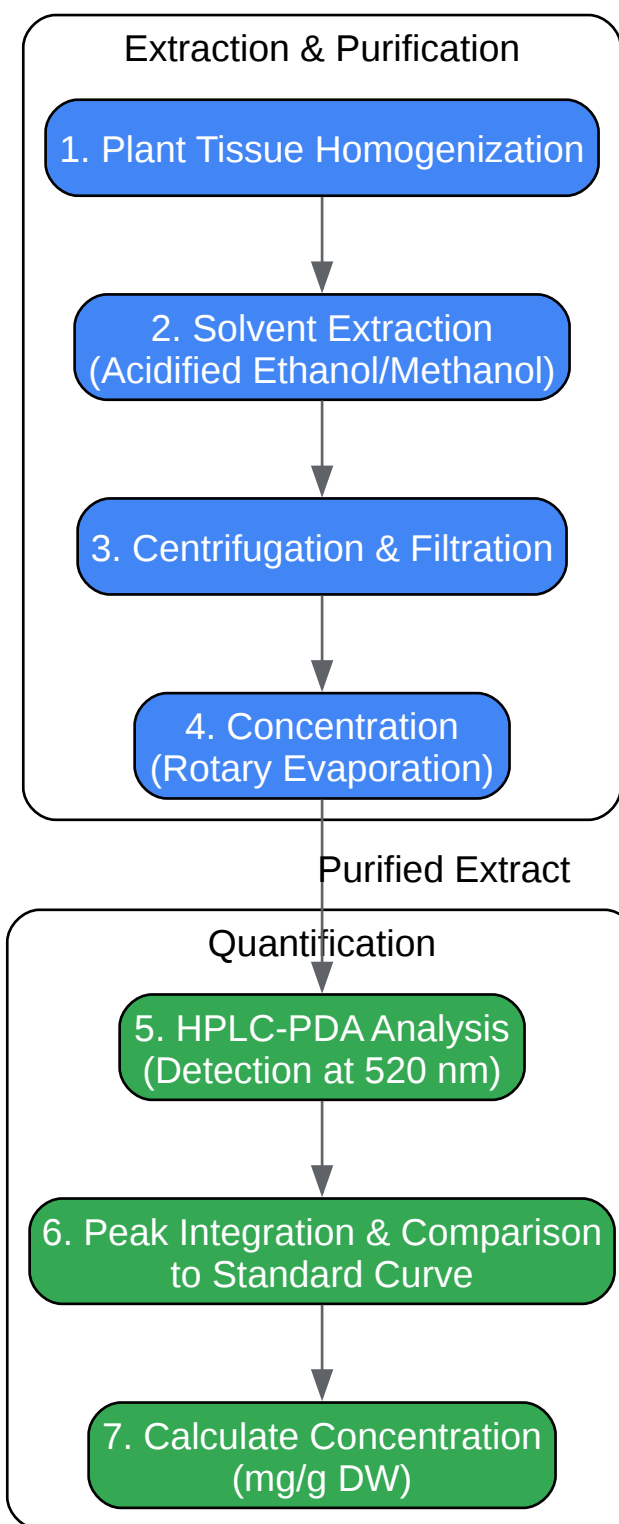 Extraction & Purification
1. Plant Tissue Homogenization
2. Solvent Extraction
(Acidified Ethanol/Methanol)
3. Centrifugation & Filtration
4. Concentration
(Rotary Evaporation)
Purified Extract
Quantification
5. HPLC-PDA Analysis
(Detection at 520 nm)
6. Peak Integration & Comparison
to Standard Curve
7. Calculate Concentration
(mg/g DW)